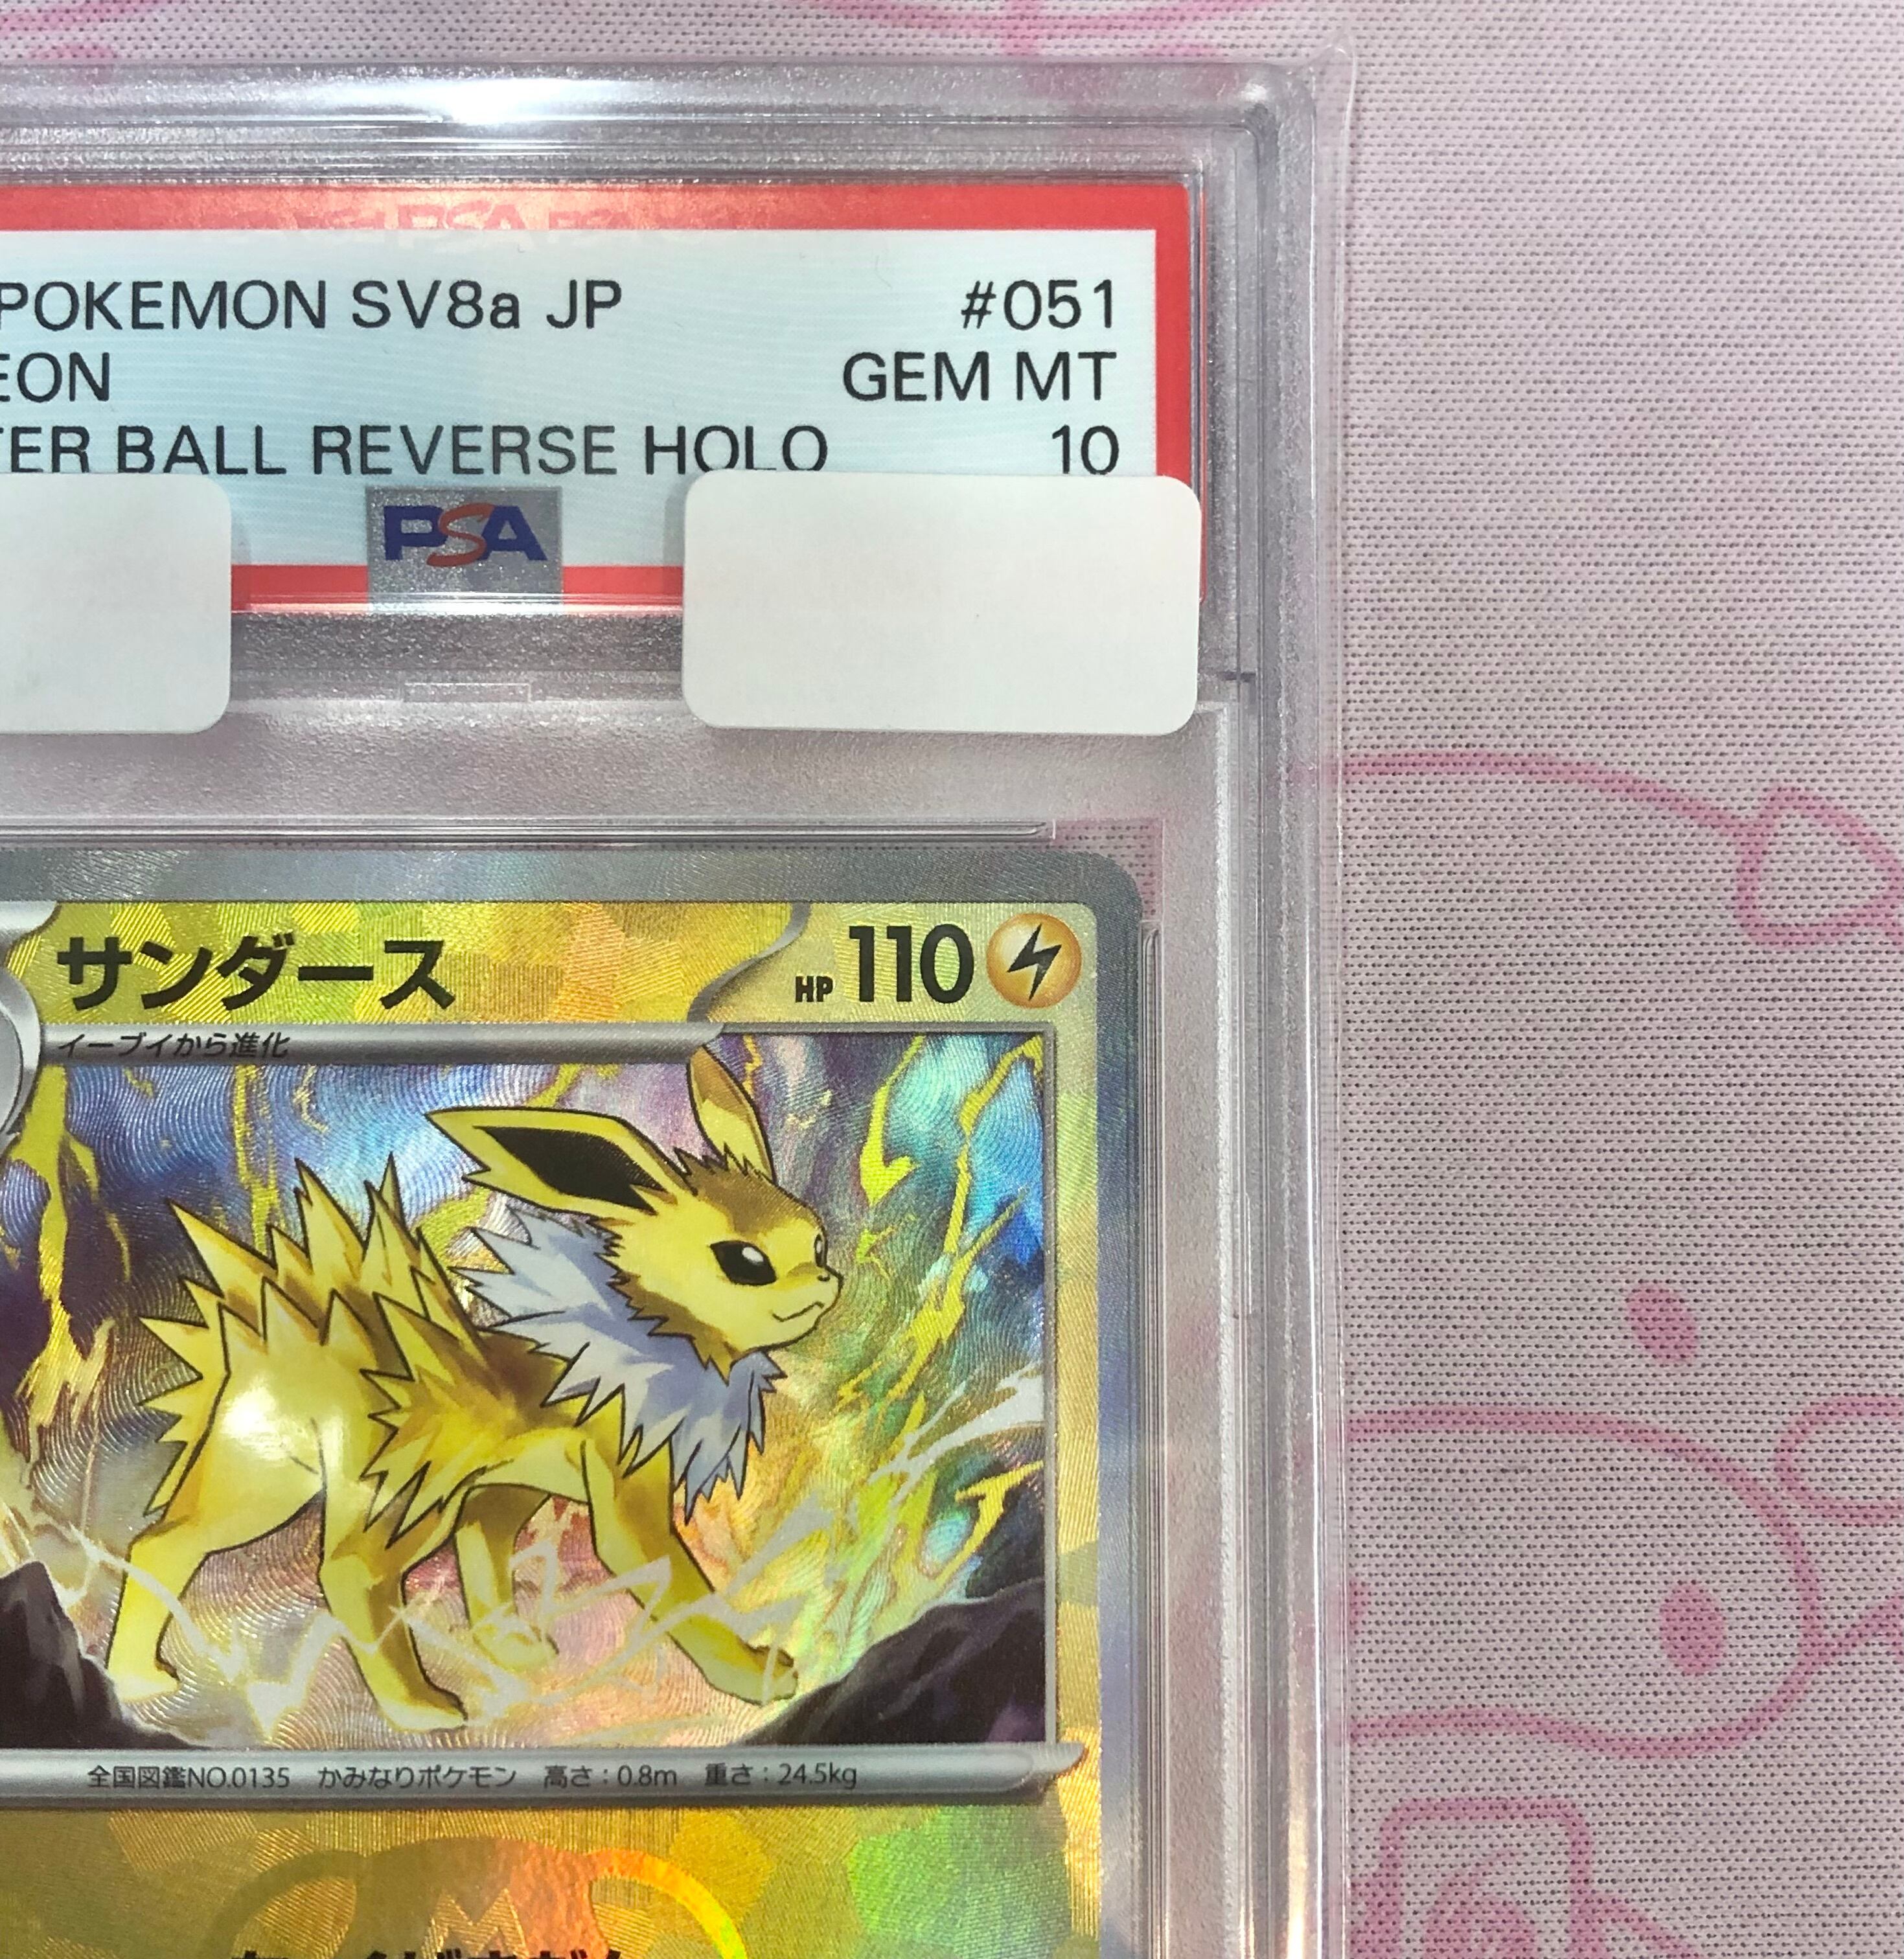 PSA
POKEMON SV8a JP #051
EON GEM MT
TER BALL REVERSE HOLO 10
PSA
サンダース HP 110
イーブイから進化
全国図鑑NO.0135 かみなりポケモン 高さ：0.8m 重さ：24.5kg